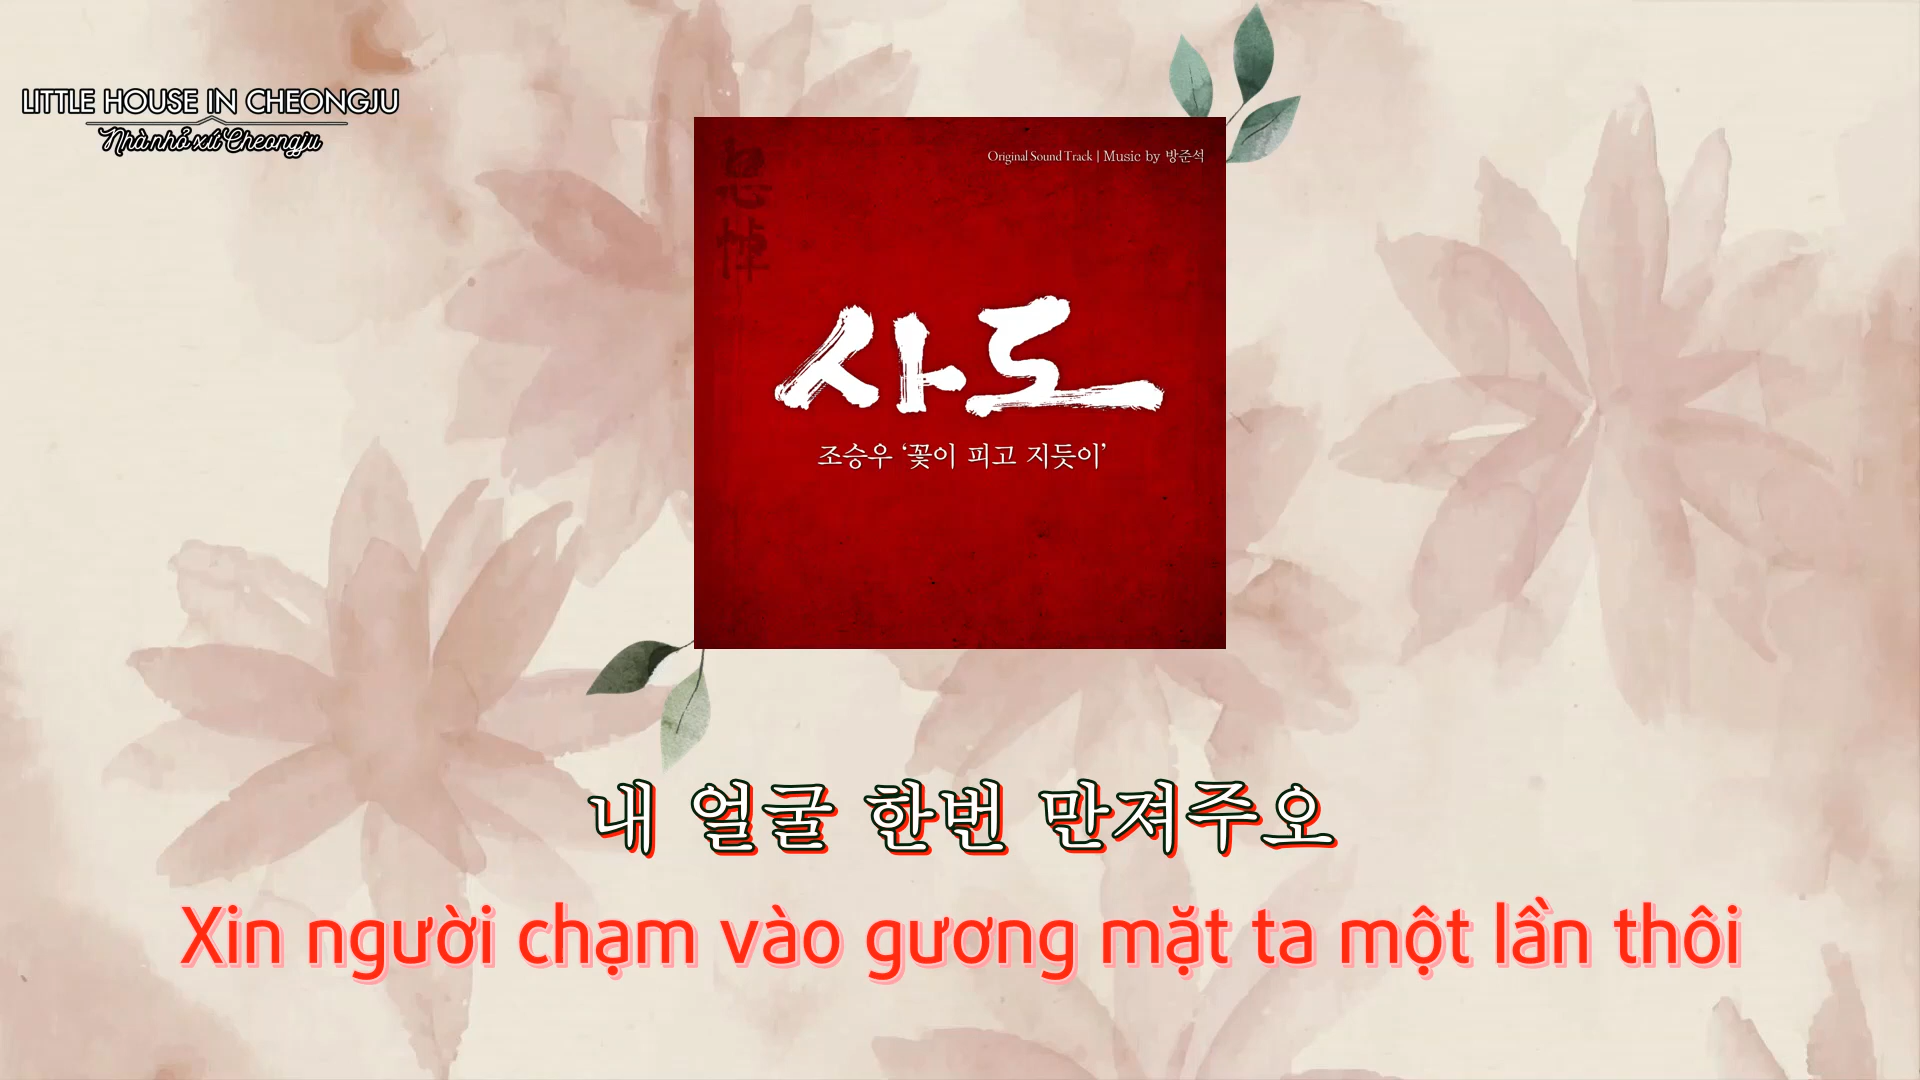 LITTLE HOUSE IN CHEONGJU
Nhà nhỏ xứ Cheongju
Original Sound Track | Music by 방준석
思悼
사도
조승우 ‘꽃이 피고 지듯이’
내 얼굴 한번 만져주오
Xin người chạm vào gương mặt ta một lần thôi